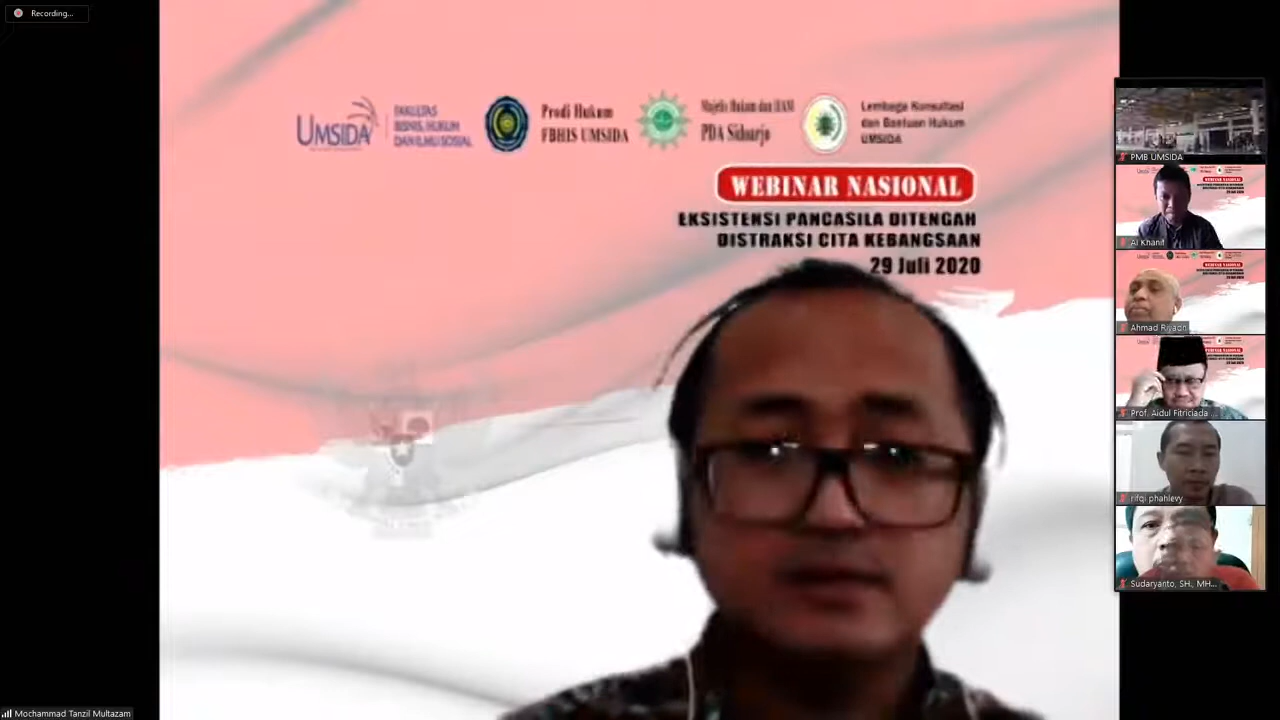 Recording...
UMSIDA
FAKULTAS
BISNIS, HUKUM
DAN ILMU SOSIAL
Prodi Hukum
FBHIS UMSIDA
Majelis Hukum dan HAM
PDA Sidoarjo
Lembaga Konsultasi
dan Bantuan Hukum
UMSIDA
WEBINAR NASIONAL
EKSISTENSI PANCASILA DITENGAH
DISTRAKSI CITA KEBANGSAAN
29 Juli 2020
PMB UMSIDA
Al Khanif
Ahmad Riyadh
Prof. Aidul Fitriciada ...
rifqi phahlevy
Sudaryanto, SH., MH...
Mochammad Tanzil Multazam